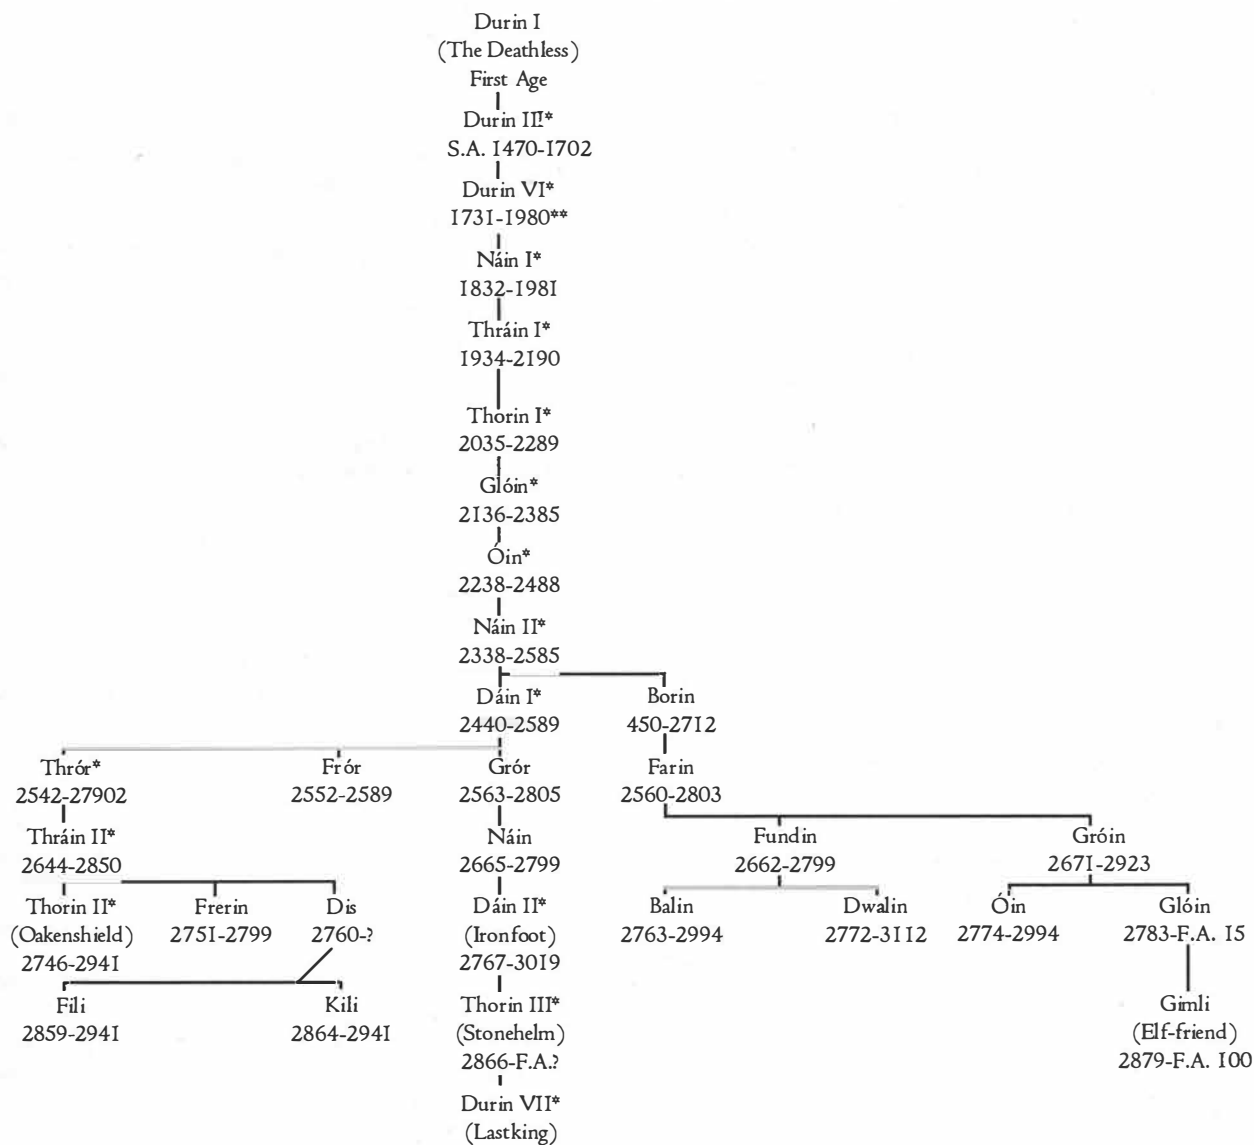 Durin I
(The Deathless)
First Age
Durin II!*
S.A. 1470-1702
Durin VI*
1731-1980**
Náin I*
1832-1981
Thráin I*
1934-2190
Thorin I*
2035-2289
Glóin*
2136-2385
Óin*
2238-2488
Náin II*
2338-2585
Dáin I* Borin
2440-2589 450-2712
Thrór* Frór Grór Farin
2542-27902 2552-2589 2563-2805 2560-2803
Thráin II* Náin Fundin Gróin
2644-2850 2665-2799 2662-2799 2671-2923
Thorin II* Frerin Dis Dáin II* Balin Dwalin Óin Glóin
(Oakenshield) 2751-2799 2760-? (Ironfoot) 2763-2994 2772-3112 2774-2994 2783-F.A. 15
2746-2941 2767-3019
Fili Kili Thorin III* Gimli
2859-2941 2864-2941 (Stonehelm) (Elf-friend)
2866-F.A.? 2879-F.A. 100
Durin VII*
(Lastking)